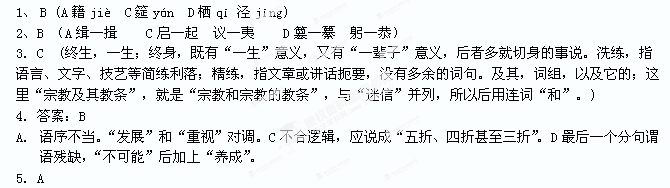 1、 B（A籍 jiè  C筵 yán  D栖 qī 泾 jīng）
2、 B（A缉一揖    C启一起  议一夷    D篡一纂  躬一恭）
3. C （终生，一生；终身，既有“一生”意义，又有“一辈子”意义，后者多就切身的事说。洗练，指
语言、文字、技艺等简练利落；精练，指文章或讲话扼要，没有多余的词句。及其，词组，以及它的；这
里“宗教及其教条”，就是“宗教和宗教的教条”，与“迷信”并列，所以后用连词“和”。）
4. 答案：B
A. 语序不当。“发展”和“重视”对调。C不合逻辑，应说成“五折、四折甚至三折”。D最后一个分句谓
语残缺，“不可能”后加上“养成”。
5. A